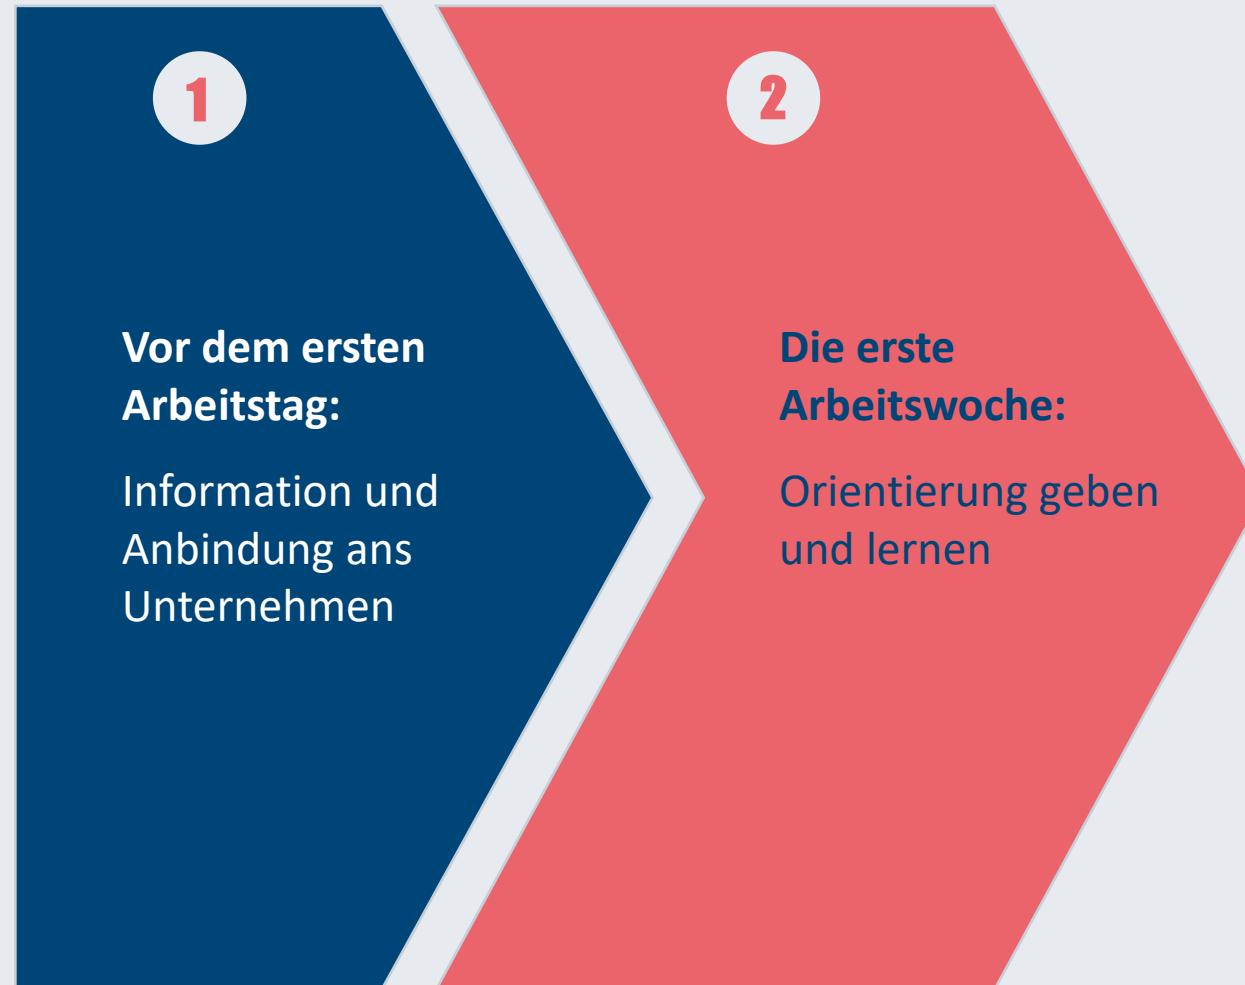 1
Vor dem ersten
Arbeitstag:
Information und
Anbindung ans
Unternehmen
2
Die erste
Arbeitswoche:
Orientierung geben
und lernen